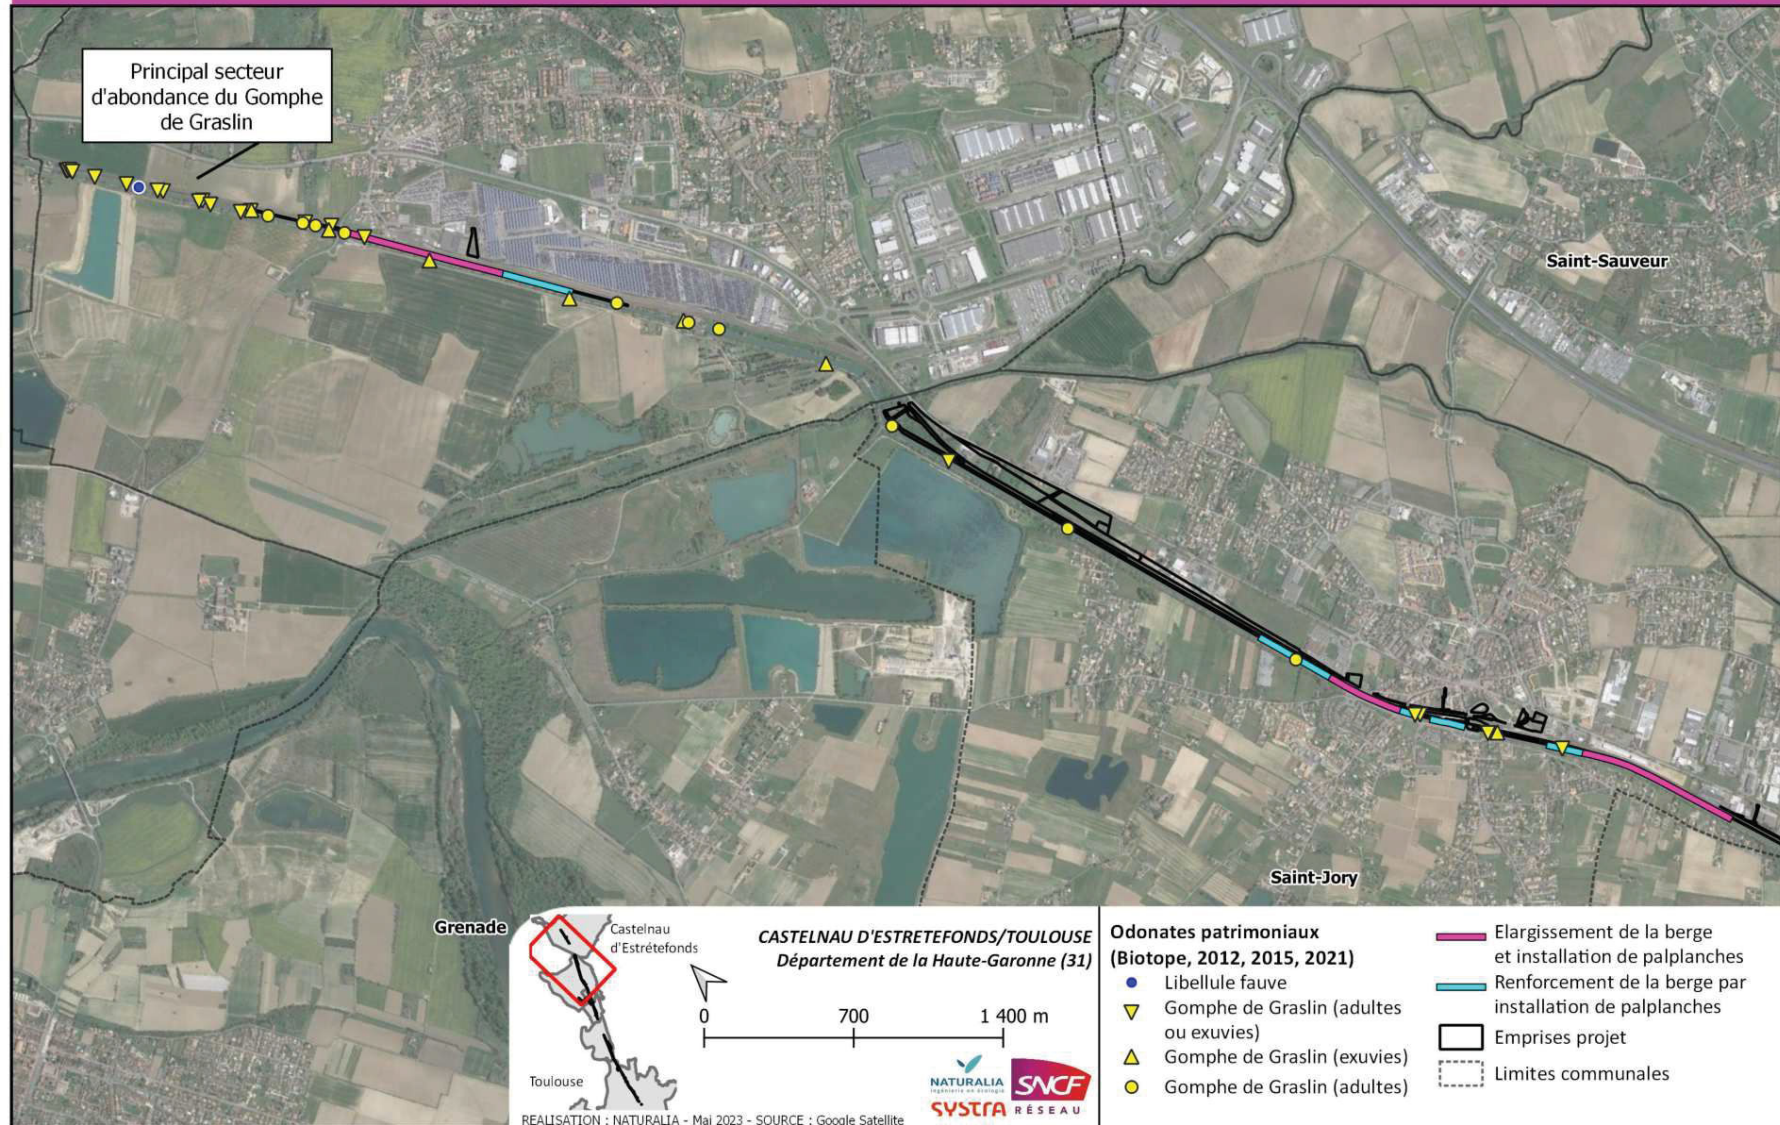 Principal secteur
d'abondance du Gomphe
de Graslin
Saint-Sauveur
Saint-Jory
Grenade
Castelnau
d'Estrétefonds
Toulouse
CASTELNAU D'ESTRETEFONDS/TOULOUSE
Département de la Haute-Garonne (31)
0 700 1 400 m
NATURALIA
ingénierie en écologie
SYSTRA
SNCF
RÉSEAU
REALISATION : NATURALIA - Mai 2023 - SOURCE : Google Satellite
Odonates patrimoniaux
(Biotope, 2012, 2015, 2021)
Libellule fauve
Gomphe de Graslin (adultes
ou exuvies)
Gomphe de Graslin (exuvies)
Gomphe de Graslin (adultes)
Elargissement de la berge
et installation de palplanches
Renforcement de la berge par
installation de palplanches
Emprises projet
Limites communales